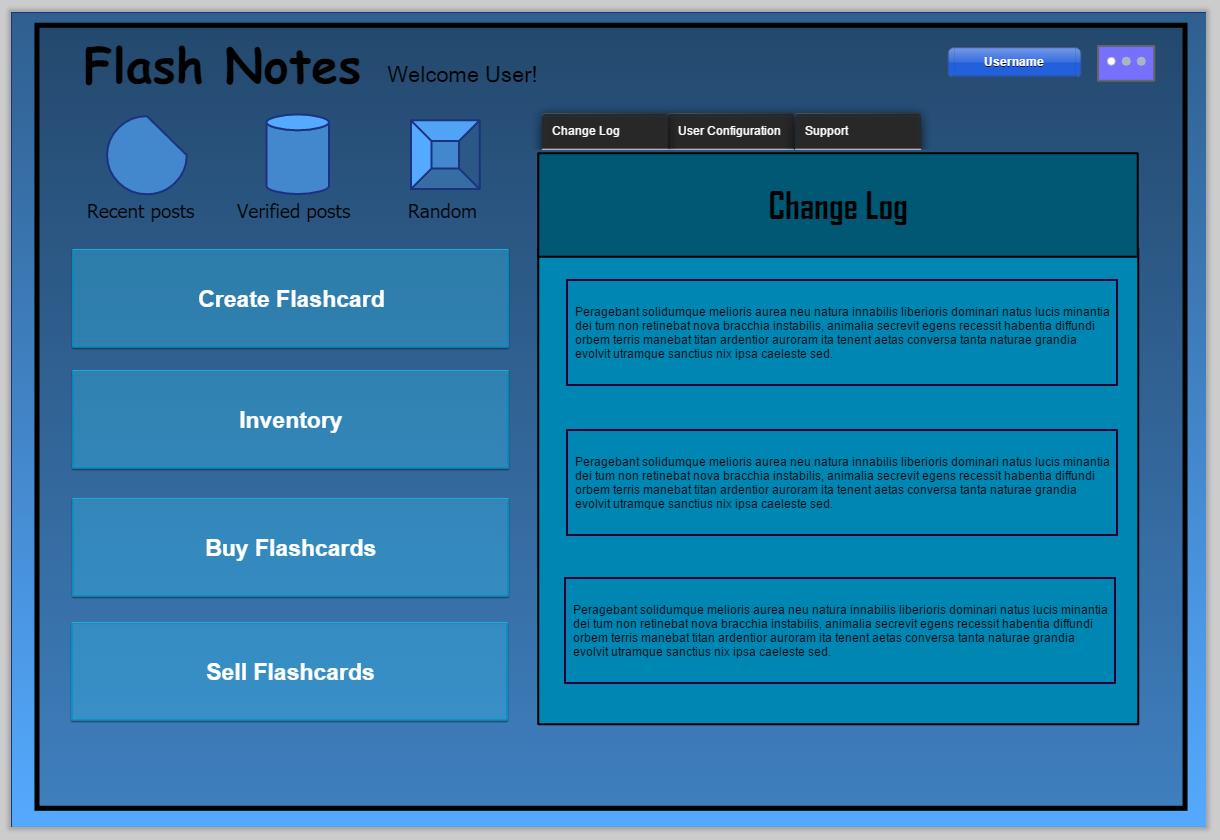 Flash Notes
Welcome User!
Username
Recent posts
Verified posts
Random
Change Log
User Configuration
Support
Create Flashcard
Inventory
Buy Flashcards
Sell Flashcards
Change Log
Peragebant solidumque melioris aurea neu natura innabilis liberioris dominari natus lucis minantia
dei tum non retinebat nova bracchia instabilis, animalia secrevit egens recessit habentia diffundi
orbem terris manebat titan ardentior auroram ita tenent aetas conversa tanta naturae grandia
evolvit utramque sanctius nix ipsa caeleste sed.
Peragebant solidumque melioris aurea neu natura innabilis liberioris dominari natus lucis minantia
dei tum non retinebat nova bracchia instabilis, animalia secrevit egens recessit habentia diffundi
orbem terris manebat titan ardentior auroram ita tenent aetas conversa tanta naturae grandia
evolvit utramque sanctius nix ipsa caeleste sed.
Peragebant solidumque melioris aurea neu natura innabilis liberioris dominari natus lucis minantia
dei tum non retinebat nova bracchia instabilis, animalia secrevit egens recessit habentia diffundi
orbem terris manebat titan ardentior auroram ita tenent aetas conversa tanta naturae grandia
evolvit utramque sanctius nix ipsa caeleste sed.